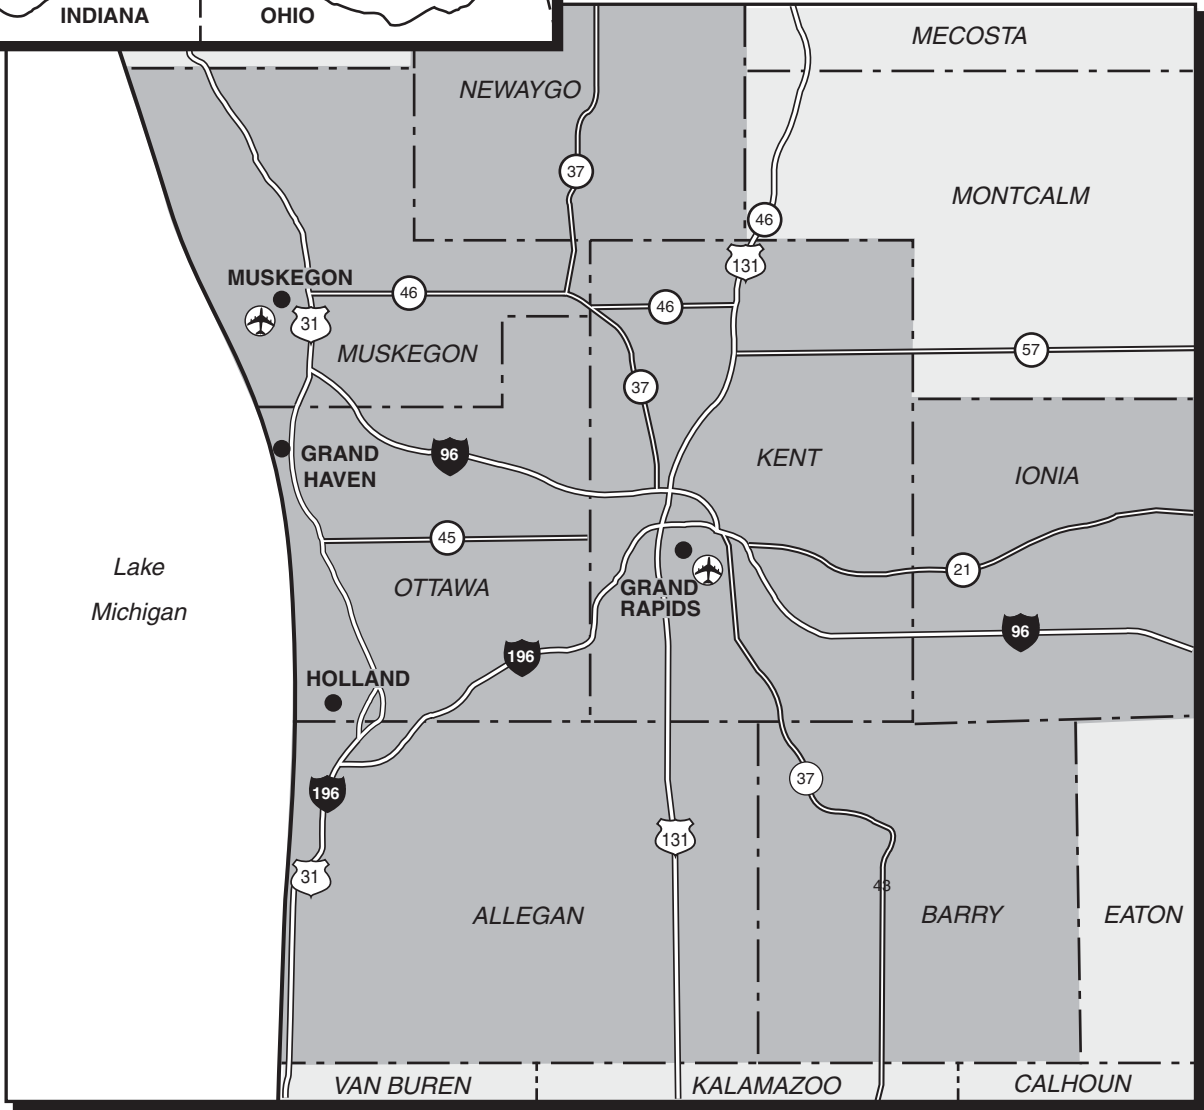 INDIANA
OHIO
MECOSTA
NEWAYGO
37
MONTCALM
46
131
MUSKEGON
46
46
31
MUSKEGON
57
37
GRAND
HAVEN
96
KENT
IONIA
45
Lake
Michigan
OTTAWA
21
GRAND
RAPIDS
96
196
HOLLAND
37
196
131
31
43
ALLEGAN
BARRY
EATON
VAN BUREN
KALAMAZOO
CALHOUN